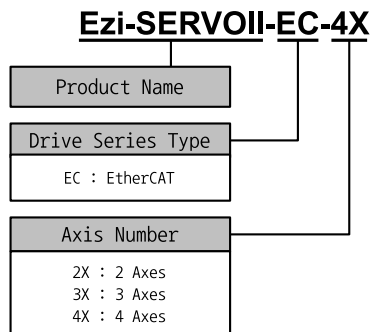 Ezi-SERVOII-EC-4X
Product Name
Drive Series Type
EC : EtherCAT
Axis Number
2X : 2 Axes
3X : 3 Axes
4X : 4 Axes